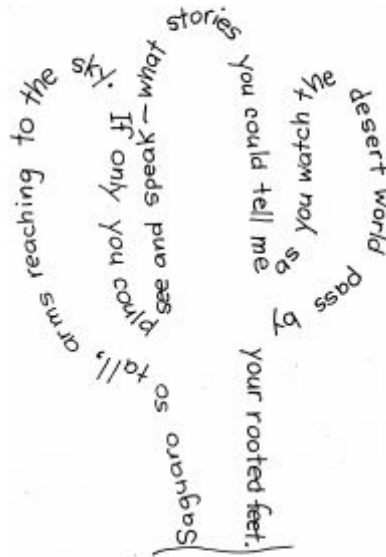 Saguaro so tall, arms reaching to the sky. If only you could see and speak—what stories you could tell me as you watch the desert world pass by your rooted feet.